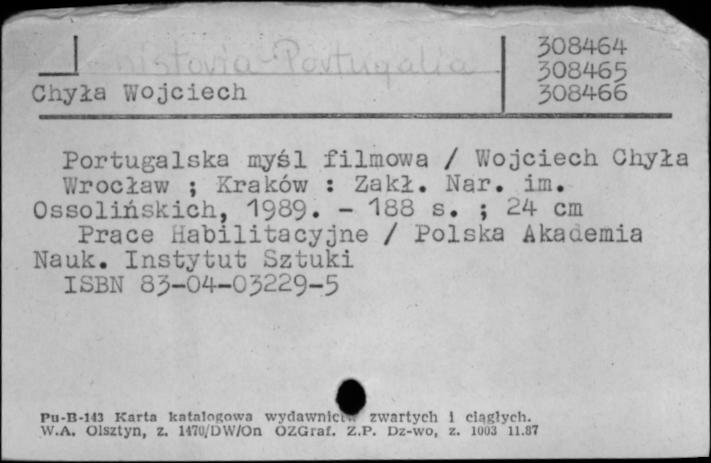 historia Portugalia
308464
308465
308466
Chyła Wojciech
Portugalska myśl filmowa / Wojciech Chyła
Wrocław ; Kraków : Zakł. Nar. im.
Ossolińskich, 1989. - 188 s. ; 24 cm
Prace Habilitacyjne / Polska Akademia
Nauk. Instytut Sztuki
ISBN 83-04-03229-5
Pu-B-143 Karta katalogowa wydawnictw zwartych i ciągłych.
W.A. Olsztyn, z. 1470/DW/On OZGraf. Z.P. Dz-wo, z. 1003 11.87